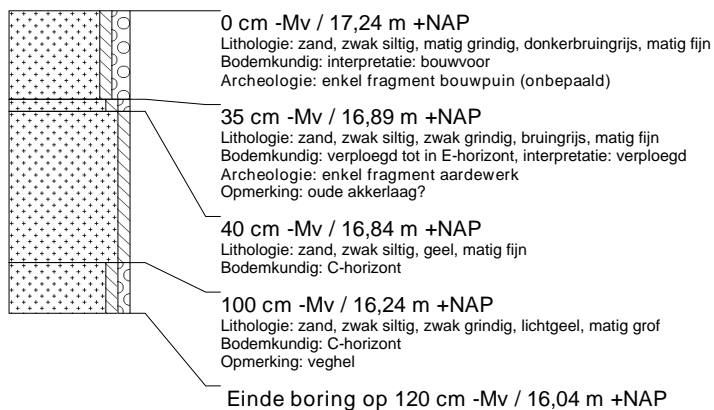 0 cm -Mv / 17,24 m +NAP
Lithologie: zand, zwak siltig, matig grindig, donkerbruingrijs, matig fijn
Bodemkundig: interpretatie: bouwvoor
Archeologie: enkel fragment bouwpuin (onbepaald)
35 cm -Mv / 16,89 m +NAP
Lithologie: zand, zwak siltig, zwak grindig, bruingrijs, matig fijn
Bodemkundig: verploegd tot in E-horizont, interpretatie: verploegd
Archeologie: enkel fragment aardewerk
Opmerking: oude akkerlaag?
40 cm -Mv / 16,84 m +NAP
Lithologie: zand, zwak siltig, geel, matig fijn
Bodemkundig: C-horizont
100 cm -Mv / 16,24 m +NAP
Lithologie: zand, zwak siltig, zwak grindig, lichtgeel, matig grof
Bodemkundig: C-horizont
Opmerking: veghel
Einde boring op 120 cm -Mv / 16,04 m +NAP